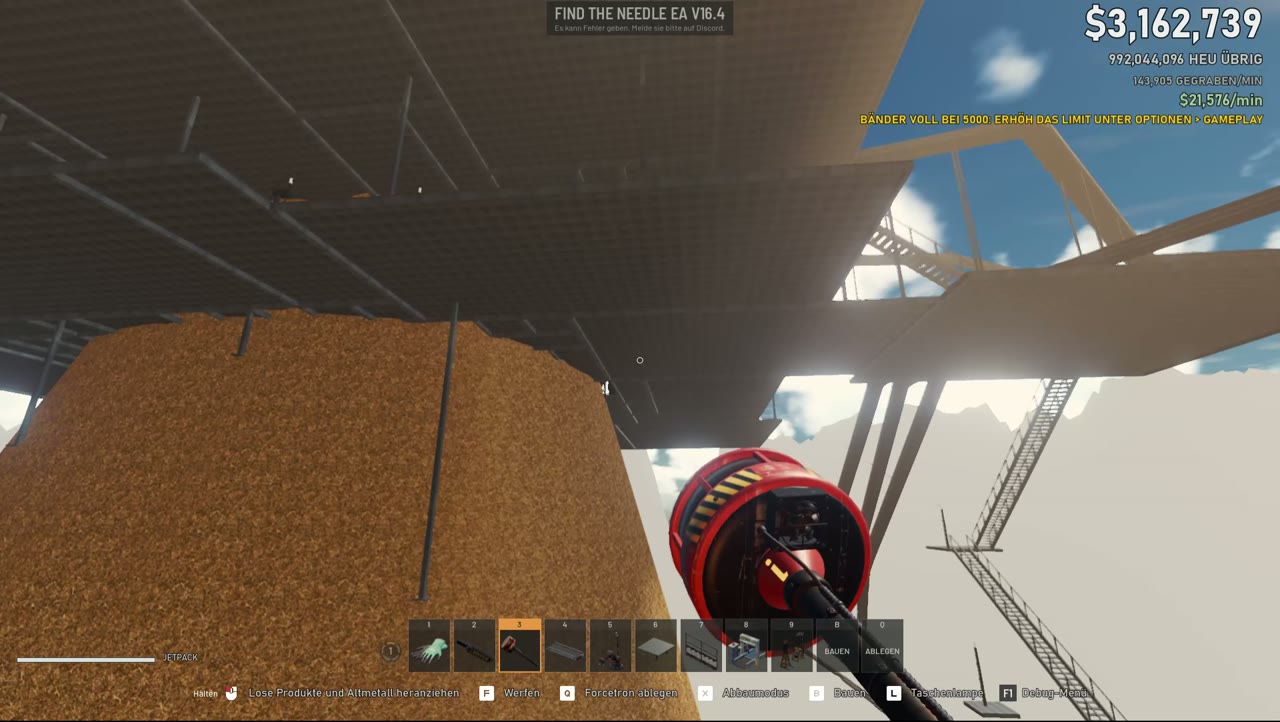 FIND THE NEEDLE EA V16.4
Es kann Fehler geben. Melde sie bitte auf Discord.
$3,162,739
992,044,096 HEU ÜBRIG
143,905 GEGRABEN/MIN
$21,576/min
BÄNDER VOLL BEI 5000: ERHÖH DAS LIMIT UNTER OPTIONEN > GAMEPLAY
JETPACK
1
1 2 3 4 5 6 7 8 9 B Q
BAUEN ABLEGEN
Halten Lose Produkte und Altmetall heranziehen F Werfen Q Forcetron ablegen X Abbaumodus B Bauen L Taschenlampe F1 Debug-Menü